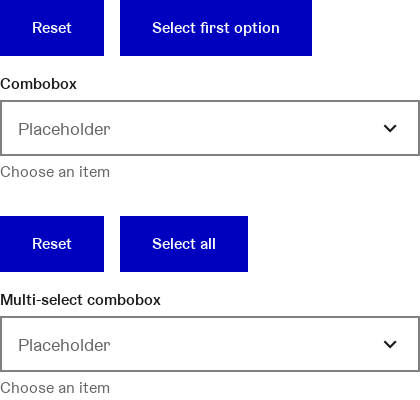 Reset Select first option
Combobox
Placeholder
Choose an item
Reset Select all
Multi-select combobox
Placeholder
Choose an item